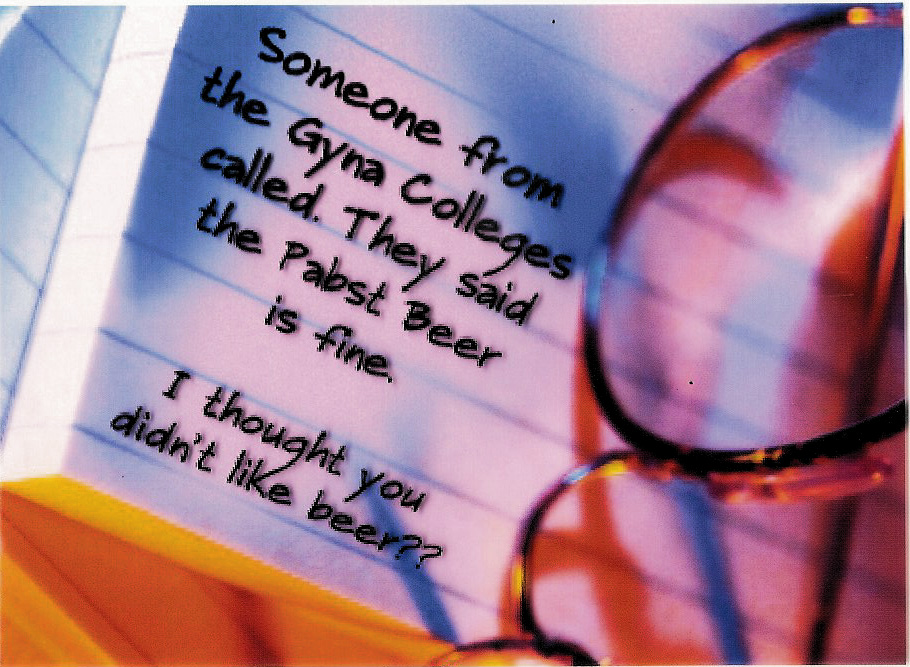 Someone from
the Gyna Colleges
called. They said
the Pabst Beer
is fine.
I thought you
didn't like beer??